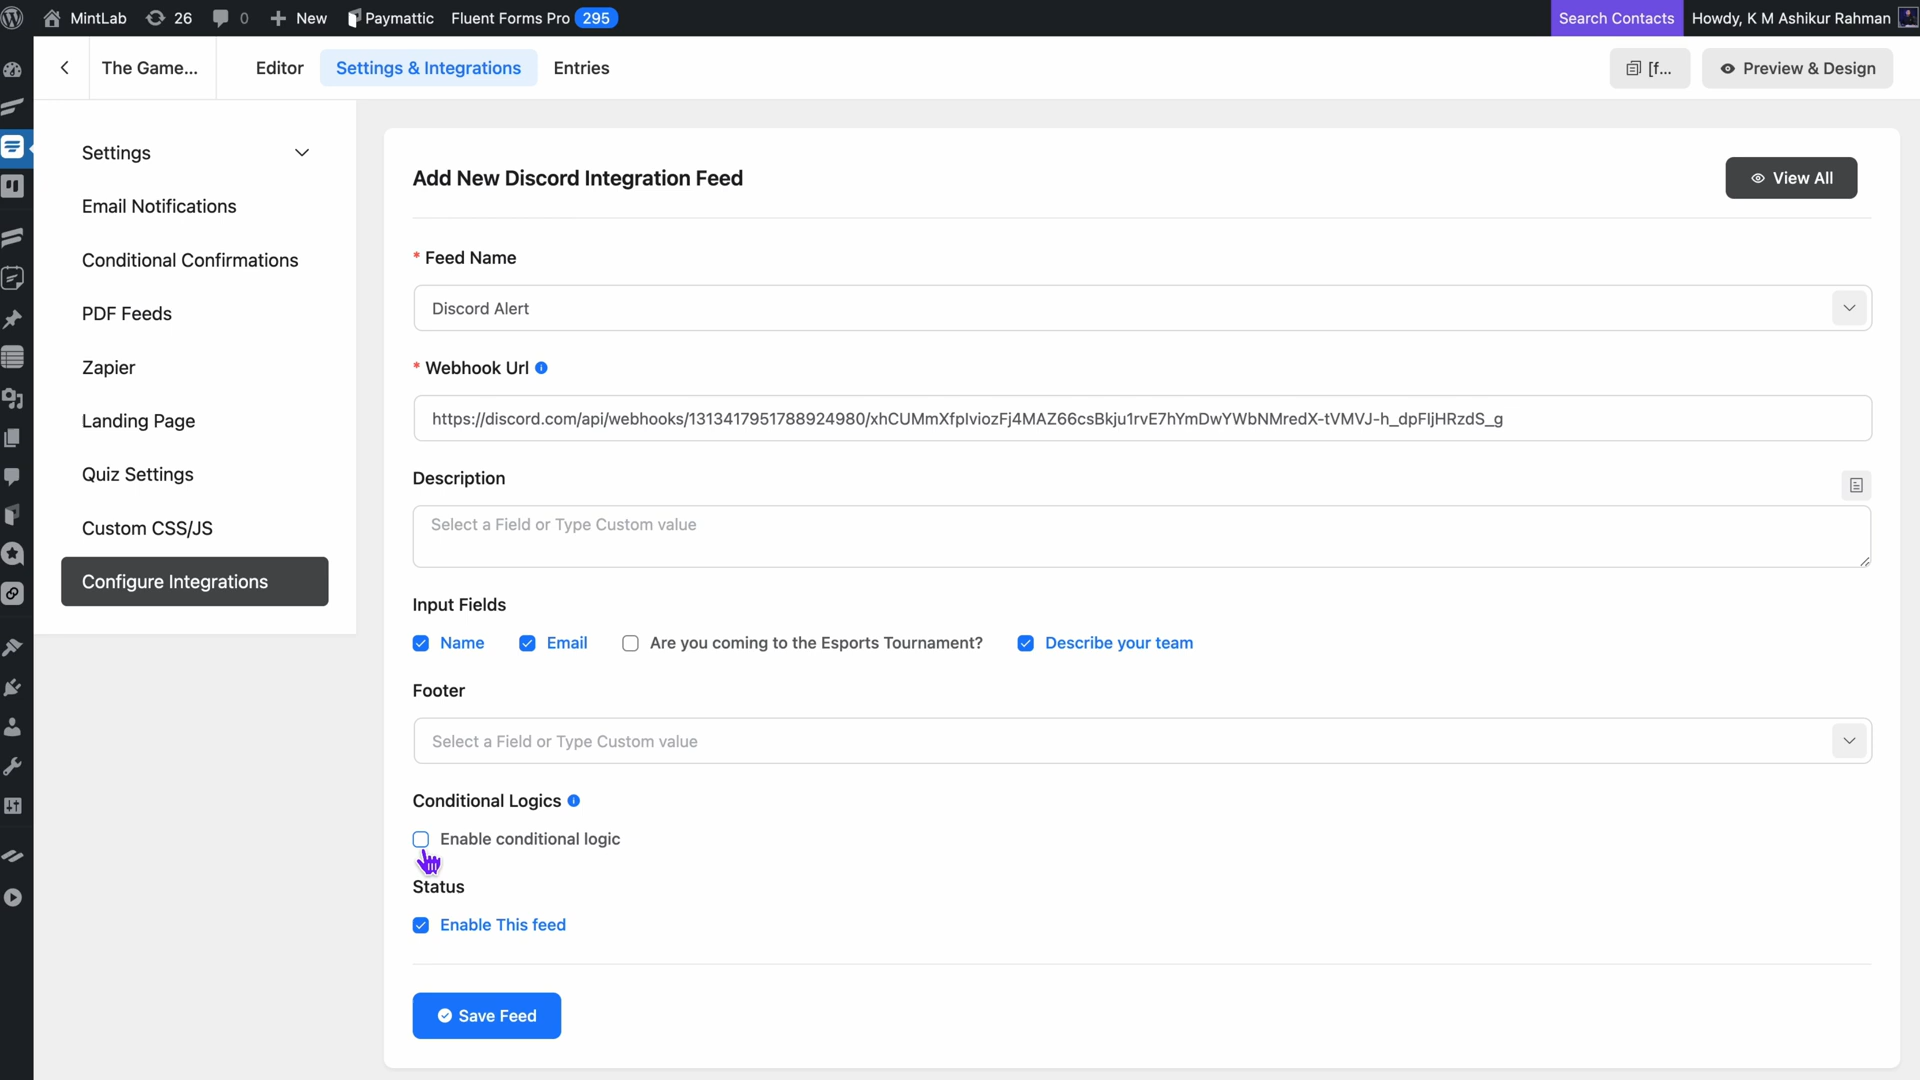 MintLab 26 0 New Paymattic Fluent Forms Pro 295 Search Contacts Howdy, K M Ashikur Rahman
The Game... Editor Settings & Integrations Entries [f... Preview & Design
Settings
Email Notifications
Conditional Confirmations
PDF Feeds
Zapier
Landing Page
Quiz Settings
Custom CSS/JS
Configure Integrations
Add New Discord Integration Feed
View All
* Feed Name
Discord Alert
* Webhook Url
https://discord.com/api/webhooks/1313417951788924980/xhCUMmXfpIviozFj4MAZ66csBkju1rvE7hYmDwYWbNMredX-tVMVJ-h_dpFIjHRzdS_g
Description
Select a Field or Type Custom value
Input Fields
Name Email Are you coming to the Esports Tournament? Describe your team
Footer
Select a Field or Type Custom value
Conditional Logics
Enable conditional logic
Status
Enable This feed
Save Feed